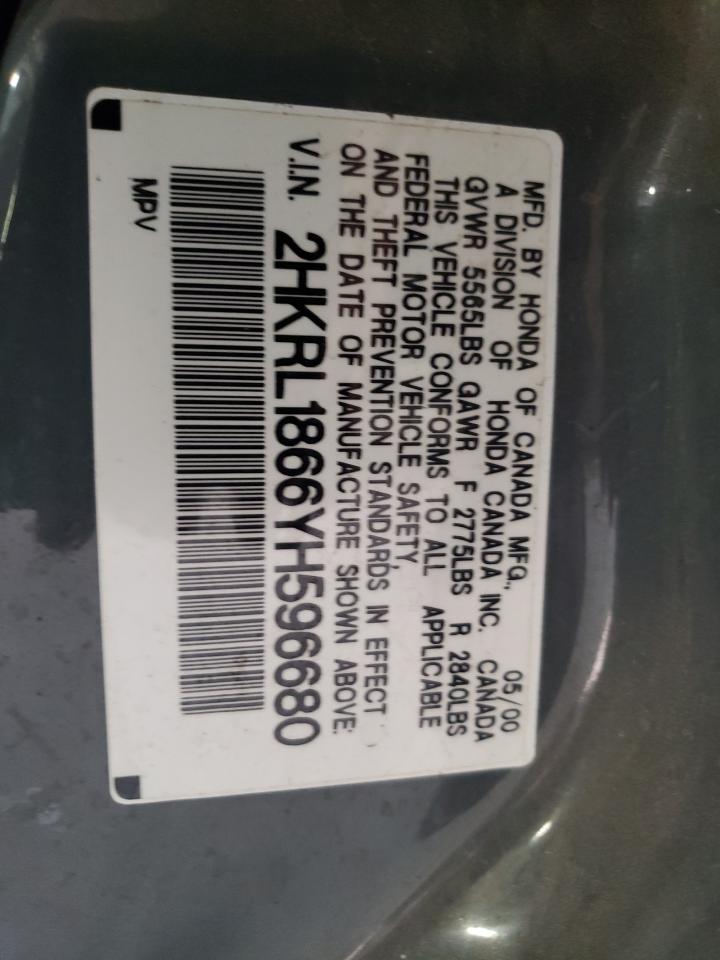 MFD. BY HONDA OF CANADA MFG., 05/00
A DIVISION OF HONDA CANADA INC. CANADA
GVWR 5565LBS GAWR F 2775LBS R 2840LBS
THIS VEHICLE CONFORMS TO ALL APPLICABLE
FEDERAL MOTOR VEHICLE SAFETY,
AND THEFT PREVENTION STANDARDS IN EFFECT
ON THE DATE OF MANUFACTURE SHOWN ABOVE.
V.I.N. 2HKRL1866YH596680
MPV